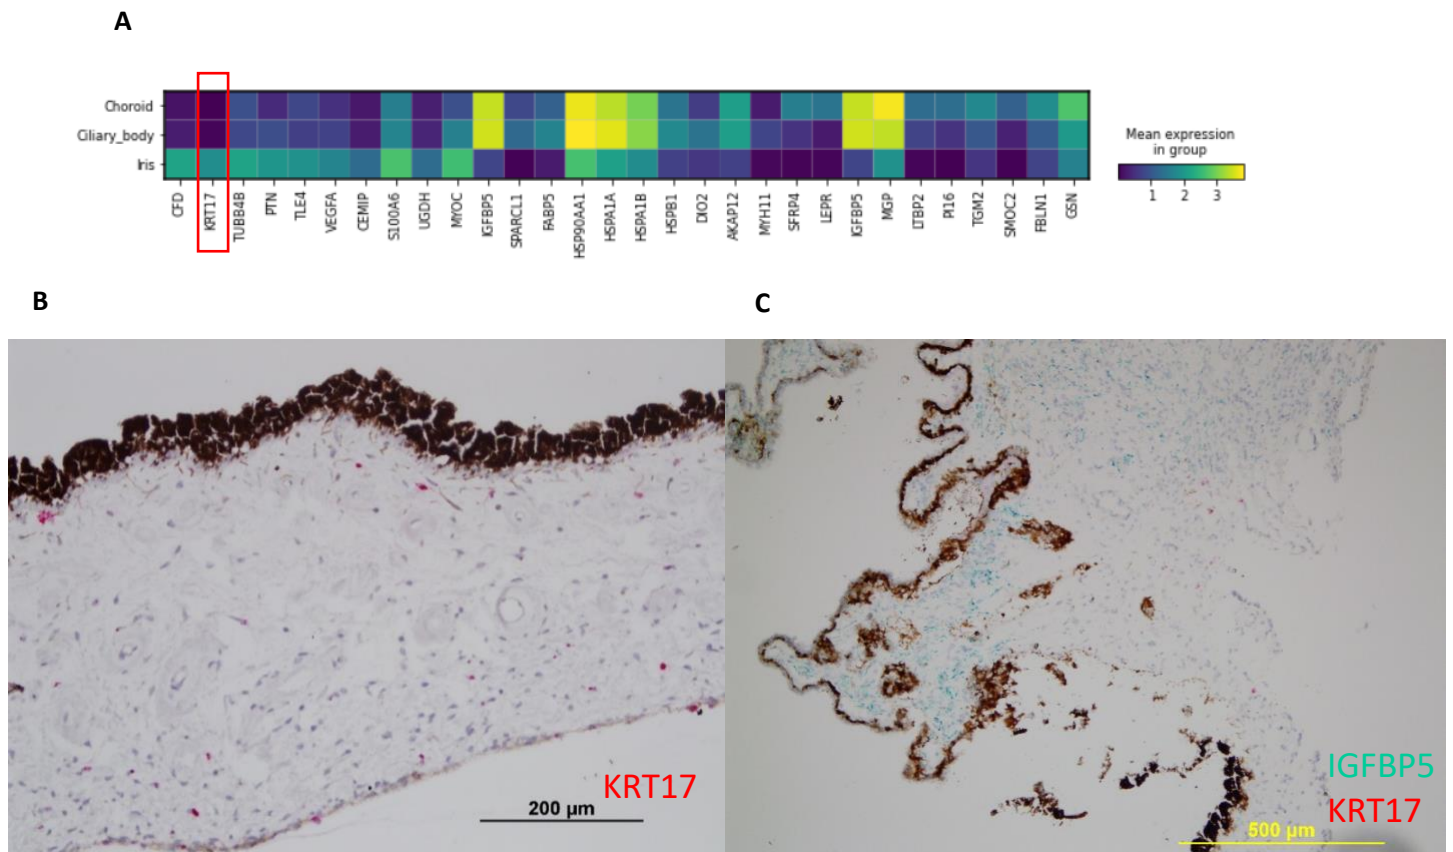 A
Choroid
Ciliary_body
Iris
CFD
KRT17
TUBB4B
PTN
TLE4
VEGFA
CEMIP
S100A6
UGDH
MYOC
IGFBP5
SPARCL1
FABP5
HSP90AA1
HSPA1A
HSPA1B
HSPB1
DIO2
AKAP12
MYH11
SFRP4
LEPR
IGFBP5
MGP
LTBP2
PI16
TGM2
SMOC2
FBLN1
GSN
Mean expression
in group
1 2 3
B
C
KRT17
200 µm
IGFBP5
KRT17
500 µm